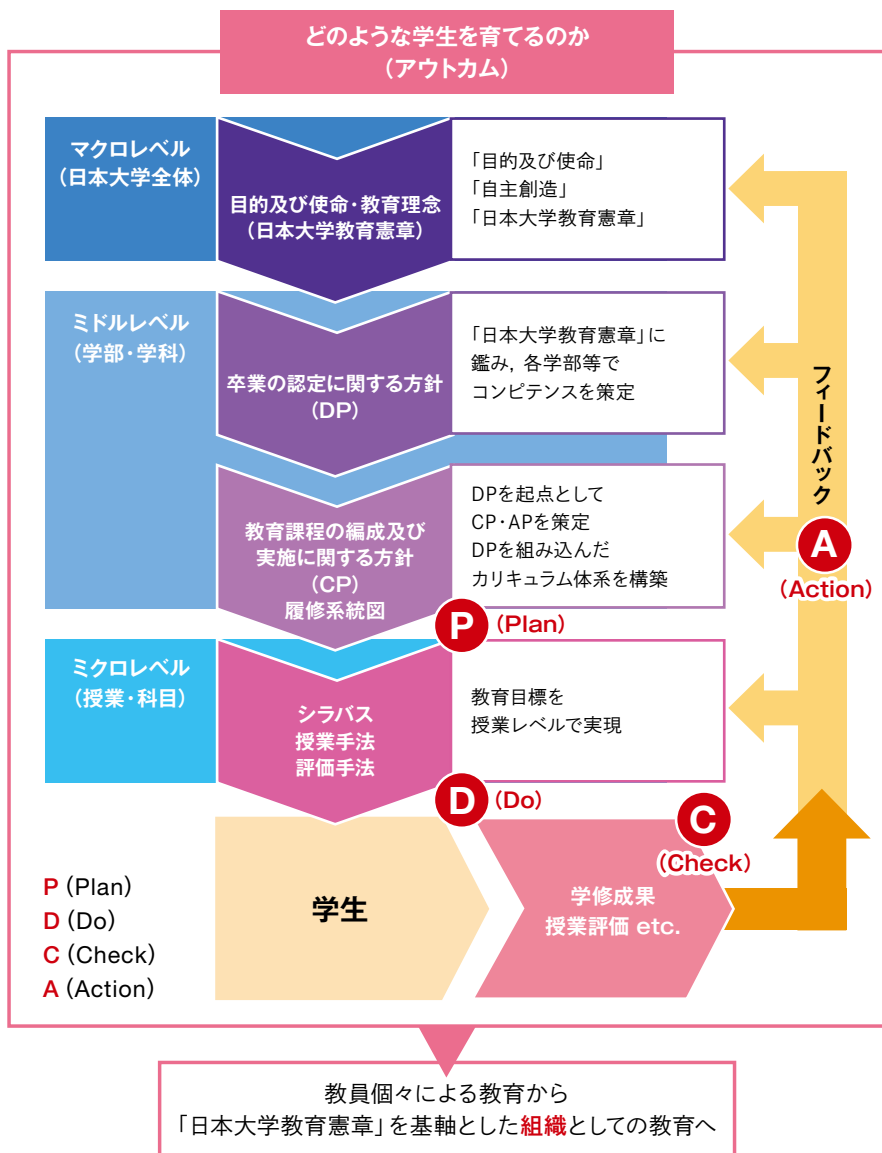 どのような学生を育てるのか
(アウトカム)
マクロレベル
(日本大学全体)
目的及び使命・教育理念
(日本大学教育憲章)
「目的及び使命」
「自主創造」
「日本大学教育憲章」
ミドルレベル
(学部・学科)
卒業の認定に関する方針
(DP)
「日本大学教育憲章」に
鑑み, 各学部等で
コンピテンスを策定
教育課程の編成及び
実施に関する方針
(CP)
履修系統図
DPを起点として
CP・APを策定
DPを組み込んだ
カリキュラム体系を構築
P (Plan)
ミクロレベル
(授業・科目)
シラバス
授業手法
評価手法
教育目標を
授業レベルで実現
D (Do)
学生
C
(Check)
学修成果
授業評価 etc.
フィードバック
A
(Action)
P (Plan)
D (Do)
C (Check)
A (Action)
教員個々による教育から
「日本大学教育憲章」を基軸とした組織としての教育へ